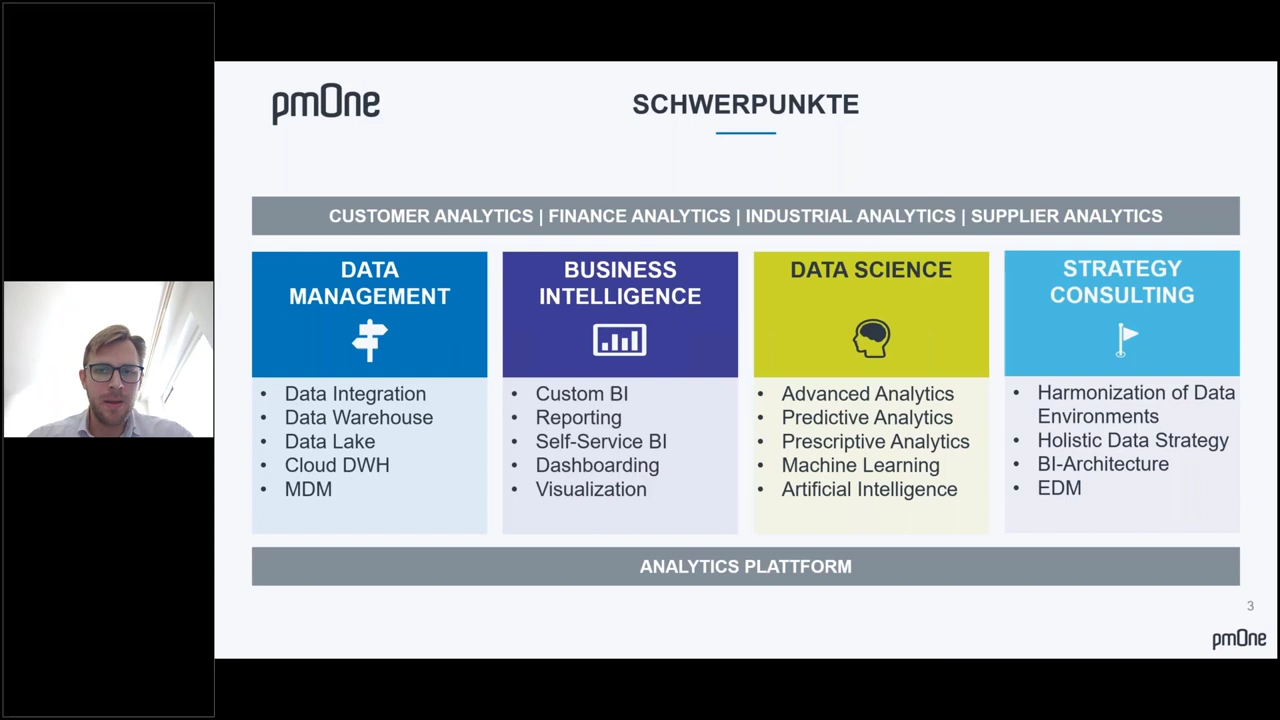 pmOne
SCHWERPUNKTE
CUSTOMER ANALYTICS | FINANCE ANALYTICS | INDUSTRIAL ANALYTICS | SUPPLIER ANALYTICS
DATA
MANAGEMENT
• Data Integration
• Data Warehouse
• Data Lake
• Cloud DWH
• MDM
BUSINESS
INTELLIGENCE
• Custom BI
• Reporting
• Self-Service BI
• Dashboarding
• Visualization
DATA SCIENCE
• Advanced Analytics
• Predictive Analytics
• Prescriptive Analytics
• Machine Learning
• Artificial Intelligence
STRATEGY
CONSULTING
• Harmonization of Data
Environments
• Holistic Data Strategy
• BI-Architecture
• EDM
ANALYTICS PLATTFORM
3
pmOne